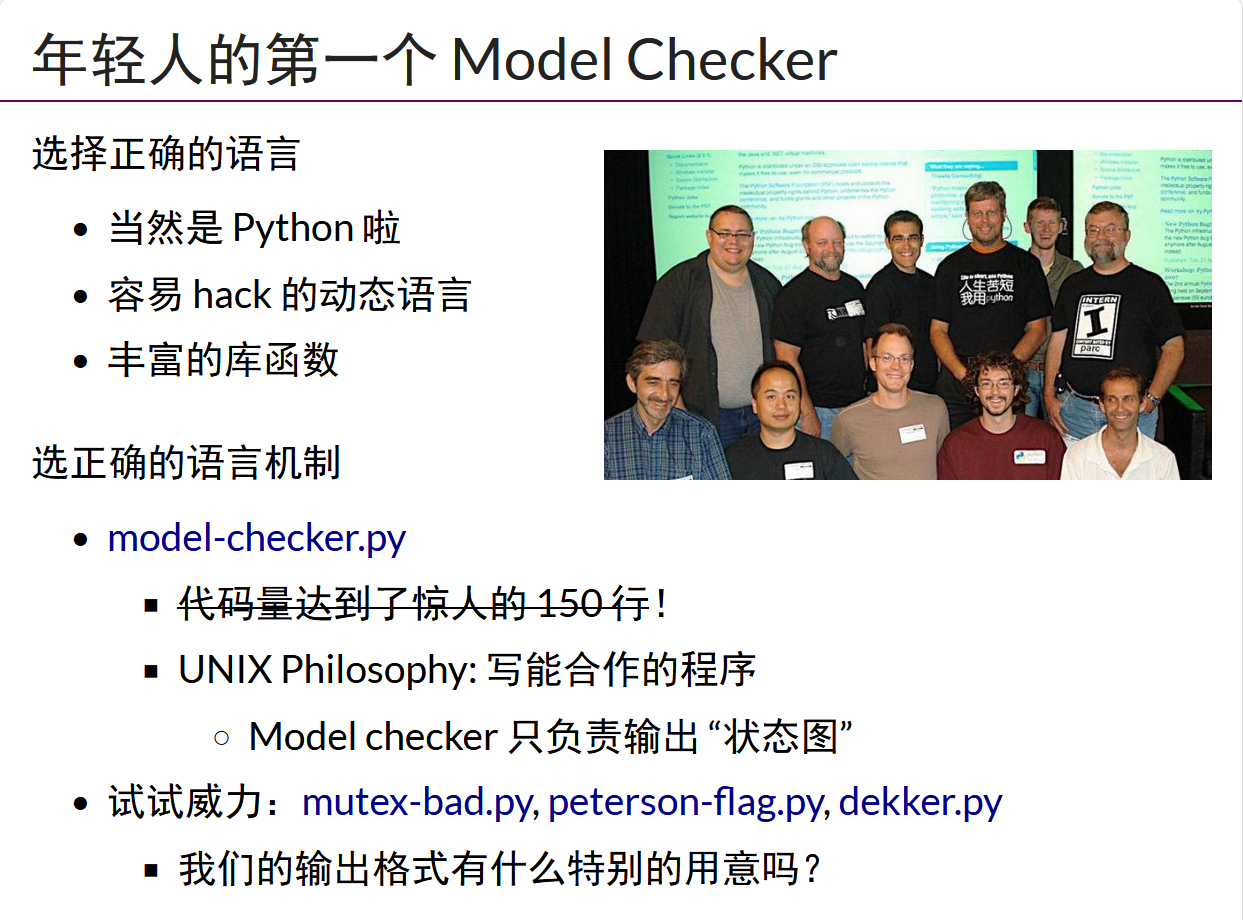 年轻人的第一个 Model Checker
选择正确的语言
当然是 Python 啦
容易 hack 的动态语言
丰富的库函数
人生苦短
我用python
INTERN
I
parc
选正确的语言机制
model-checker.py
代码量达到了惊人的 150 行！
UNIX Philosophy: 写能合作的程序
Model checker 只负责输出 “状态图”
试试威力：mutex-bad.py, peterson-flag.py, dekker.py
我们的输出格式有什么特别的用意吗？